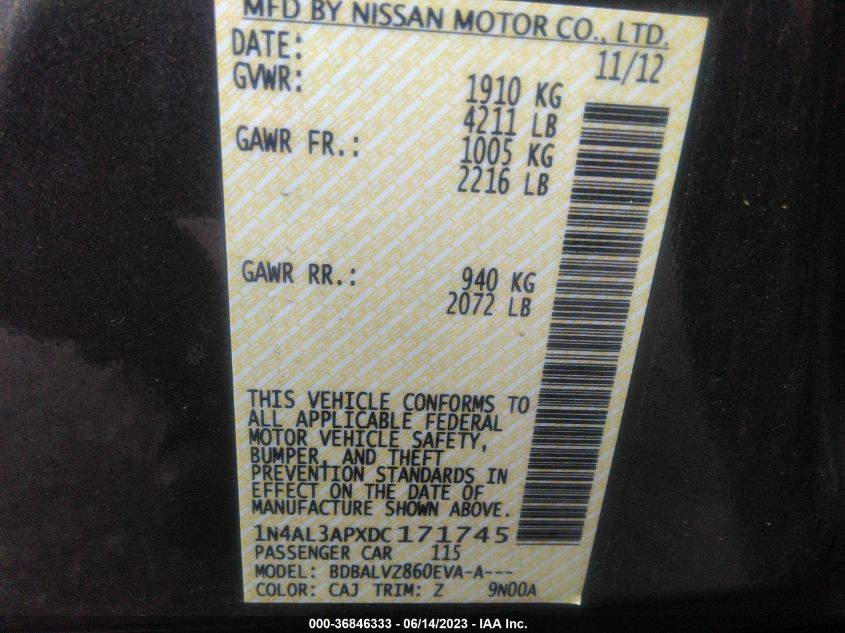 MFD BY NISSAN MOTOR CO., LTD.
DATE: 11/12
GVWR: 1910 KG
4211 LB
GAWR FR.: 1005 KG
2216 LB
GAWR RR.: 940 KG
2072 LB
THIS VEHICLE CONFORMS TO
ALL APPLICABLE FEDERAL
MOTOR VEHICLE SAFETY,
BUMPER, AND THEFT
PREVENTION STANDARDS IN
EFFECT ON THE DATE OF
MANUFACTURE SHOWN ABOVE.
1N4AL3APXDC171745
PASSENGER CAR 115
MODEL: BDBALVZ860EVA-A---
COLOR: CAJ TRIM: Z 9N00A
000-36846333 - 06/14/2023 - IAA Inc.